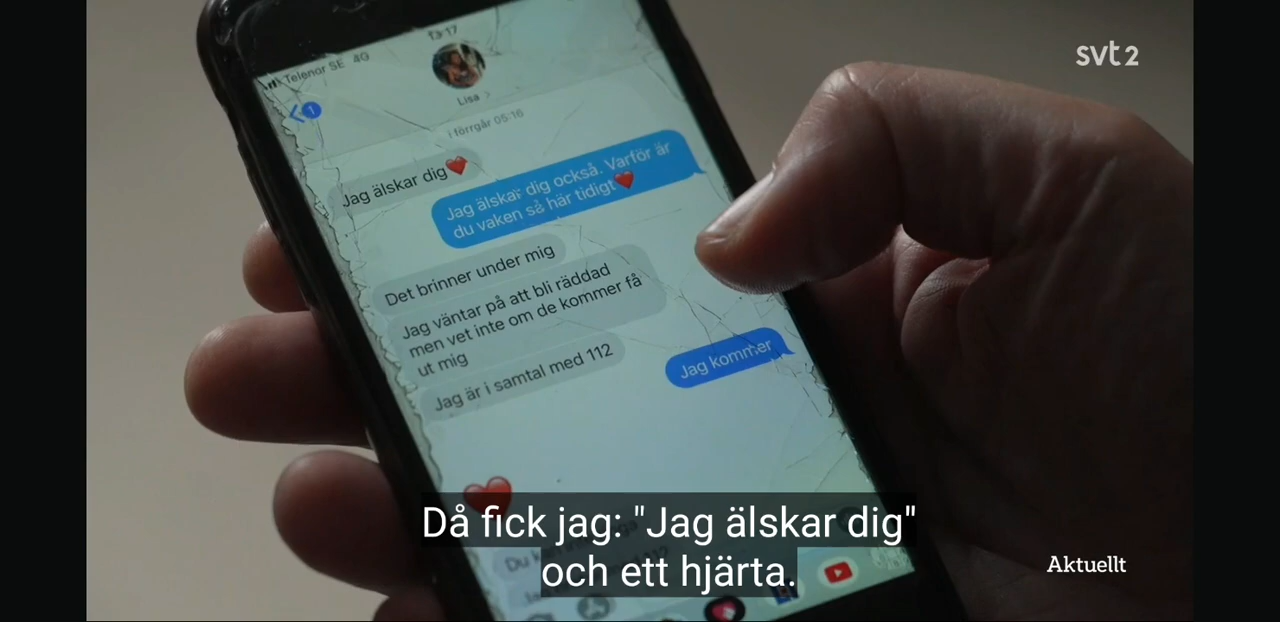 svt2
13:17
Telenor SE 4G
1
Lisa
i förrgår 05:16
Jag älskar dig❤️
Jag älskar dig också. Varför är
du vaken så här tidigt❤️
Det brinner under mig
Jag väntar på att bli räddad
men vet inte om de kommer få
ut mig
Jag är i samtal med 112
Jag kommer
Då fick jag: "Jag älskar dig"
och ett hjärta.
Du
Aktuellt